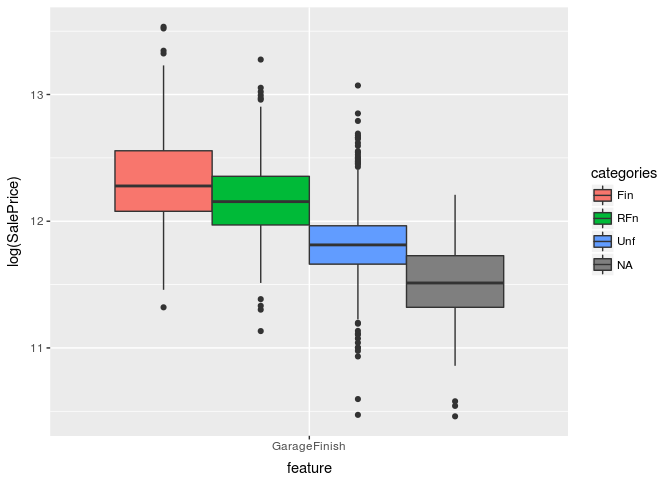 13
12
11
log(SalePrice)
GarageFinish
feature
categories
Fin
RFn
Unf
NA